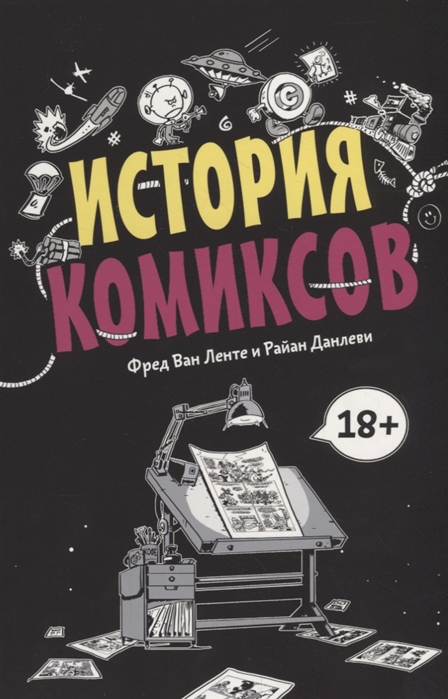 ИСТОРИЯ
КОМИКСОВ
Фред Ван Ленте и Райан Данлеви
18+